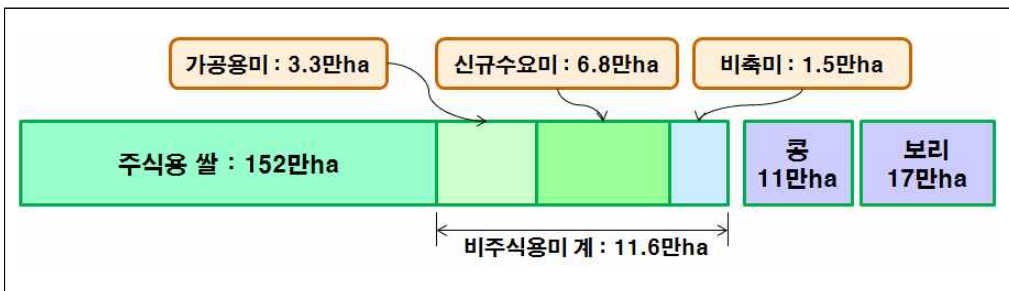 가공용미 : 3.3만ha
신규수요미 : 6.8만ha
비축미 : 1.5만ha
주식용 쌀 : 152만ha
콩
11만ha
보리
17만ha
비주식용미 계 : 11.6만ha